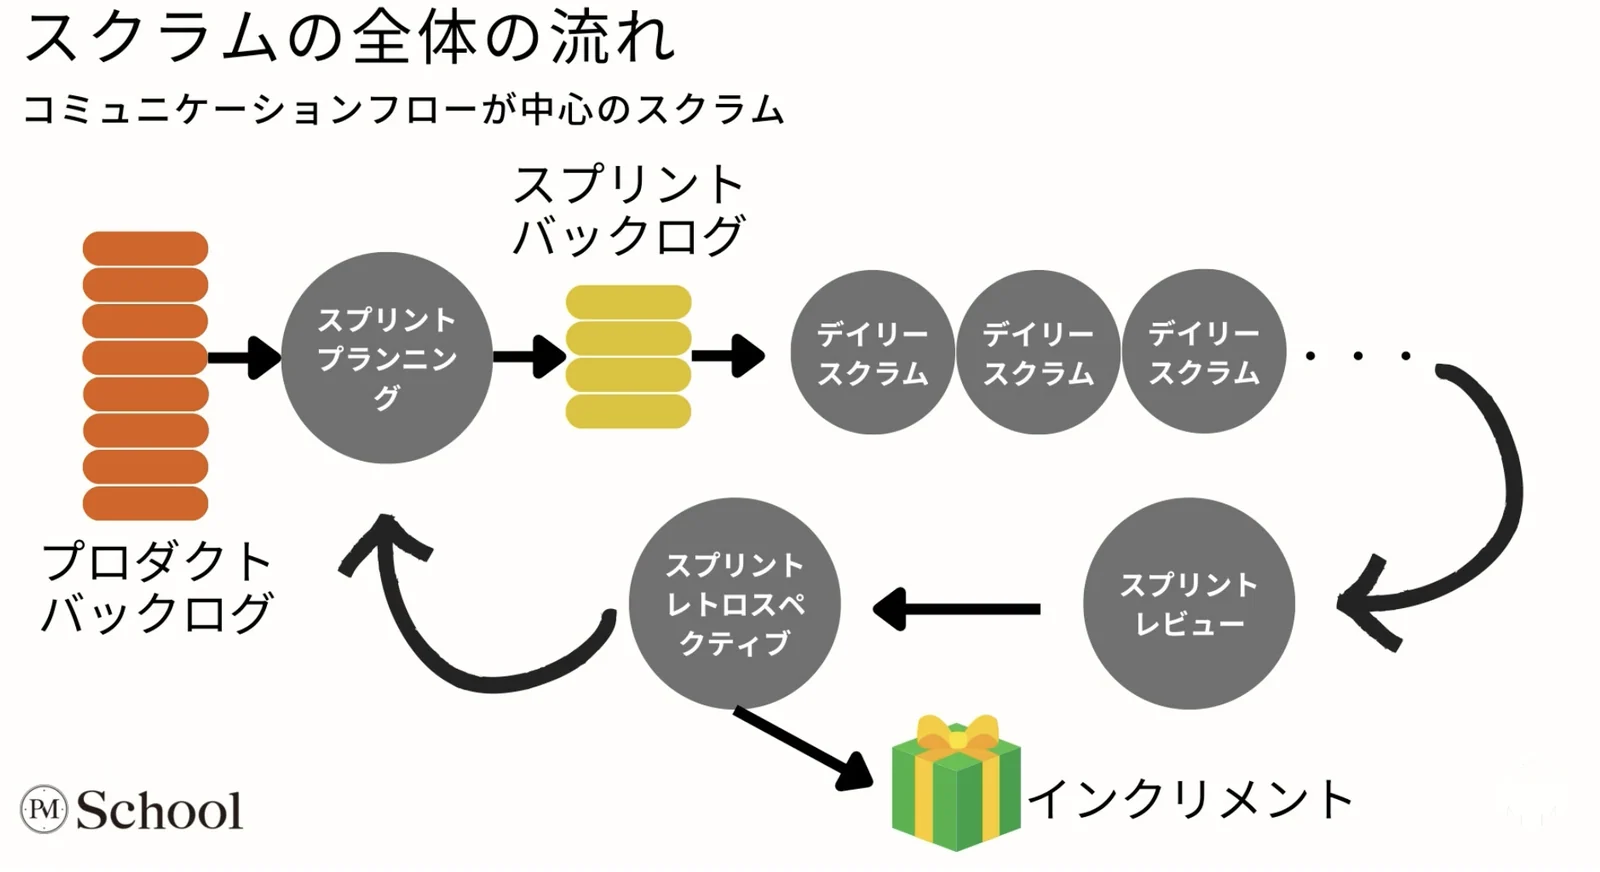 スクラムの全体の流れ
コミュニケーションフローが中心のスクラム
スプリント
バックログ
スプリント
プランニン
グ
デイリー
スクラム
デイリー
スクラム
デイリー
スクラム
・・・
プロダクト
バックログ
スプリント
レトロスペ
クティブ
スプリント
レビュー
インクリメント
PM School